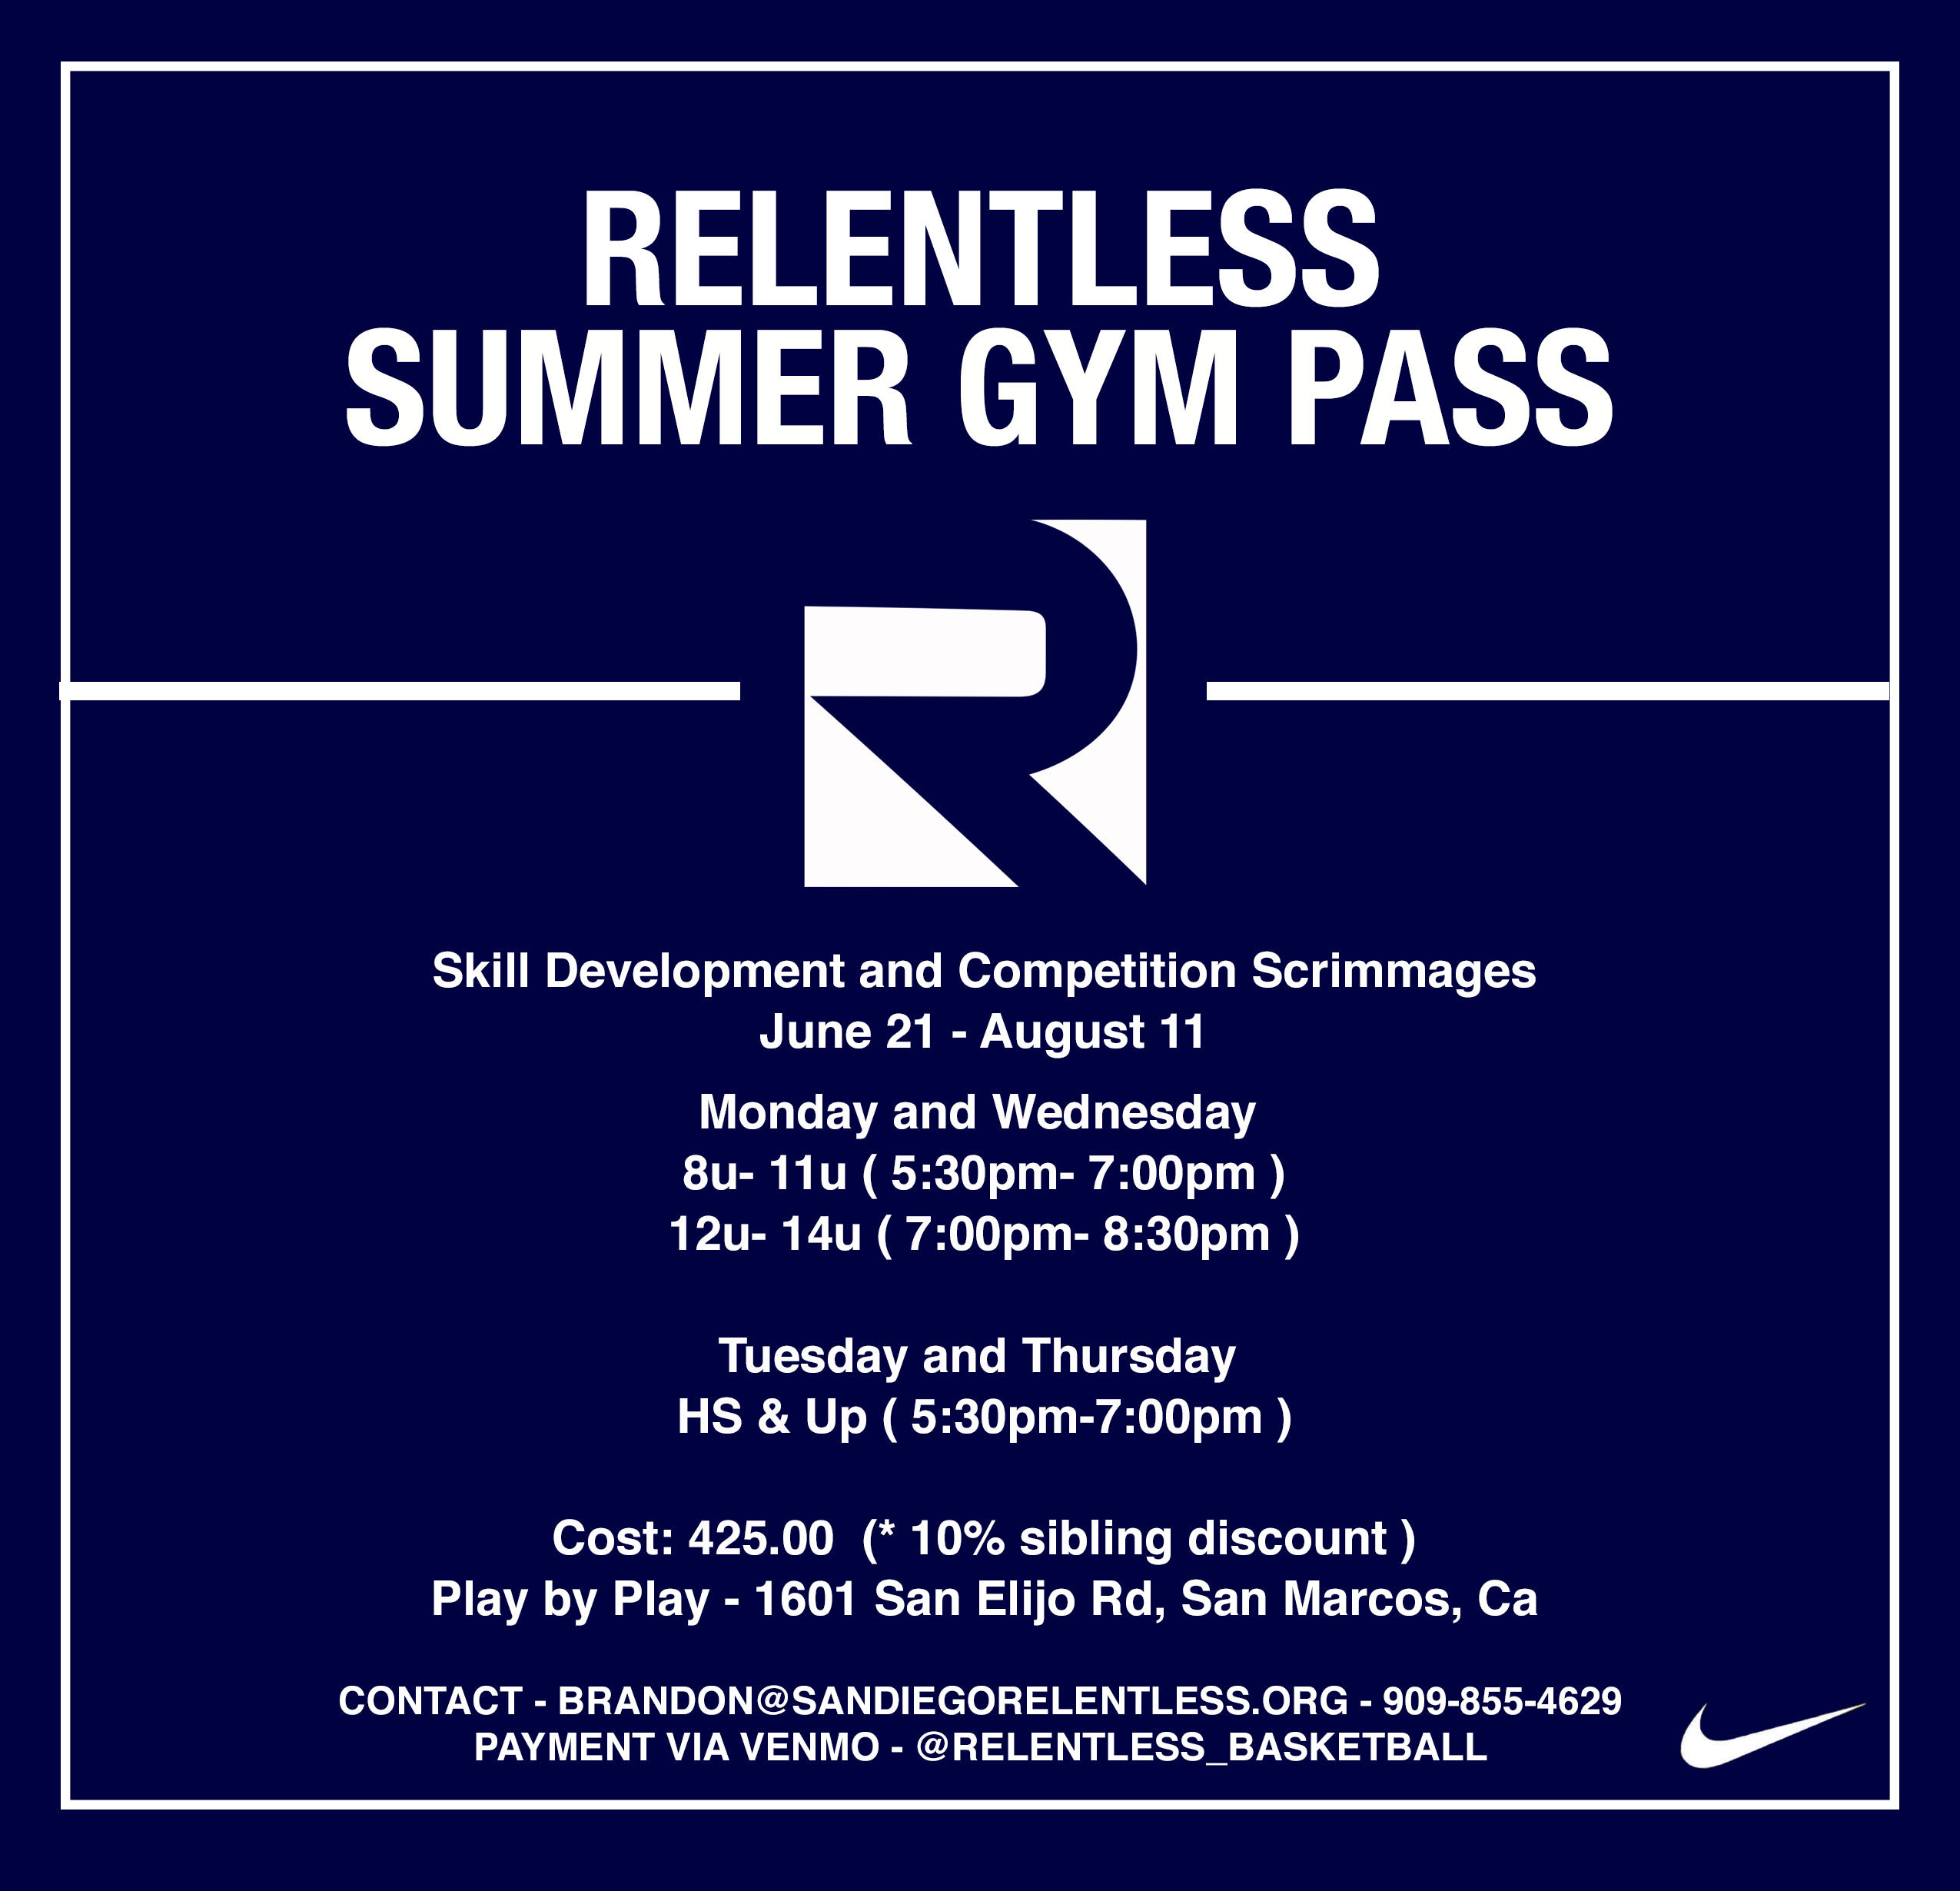 RELENTLESS
SUMMER GYM PASS
R
Skill Development and Competition Scrimmages
June 21 - August 11
Monday and Wednesday
8u- 11u ( 5:30pm- 7:00pm )
12u- 14u ( 7:00pm- 8:30pm )
Tuesday and Thursday
HS & Up ( 5:30pm-7:00pm )
Cost: 425.00  (* 10% sibling discount )
Play by Play - 1601 San Elijo Rd, San Marcos, Ca
CONTACT - BRANDON@SANDIEGORELENTLESS.ORG - 909-855-4629
PAYMENT VIA VENMO - @RELENTLESS_BASKETBALL